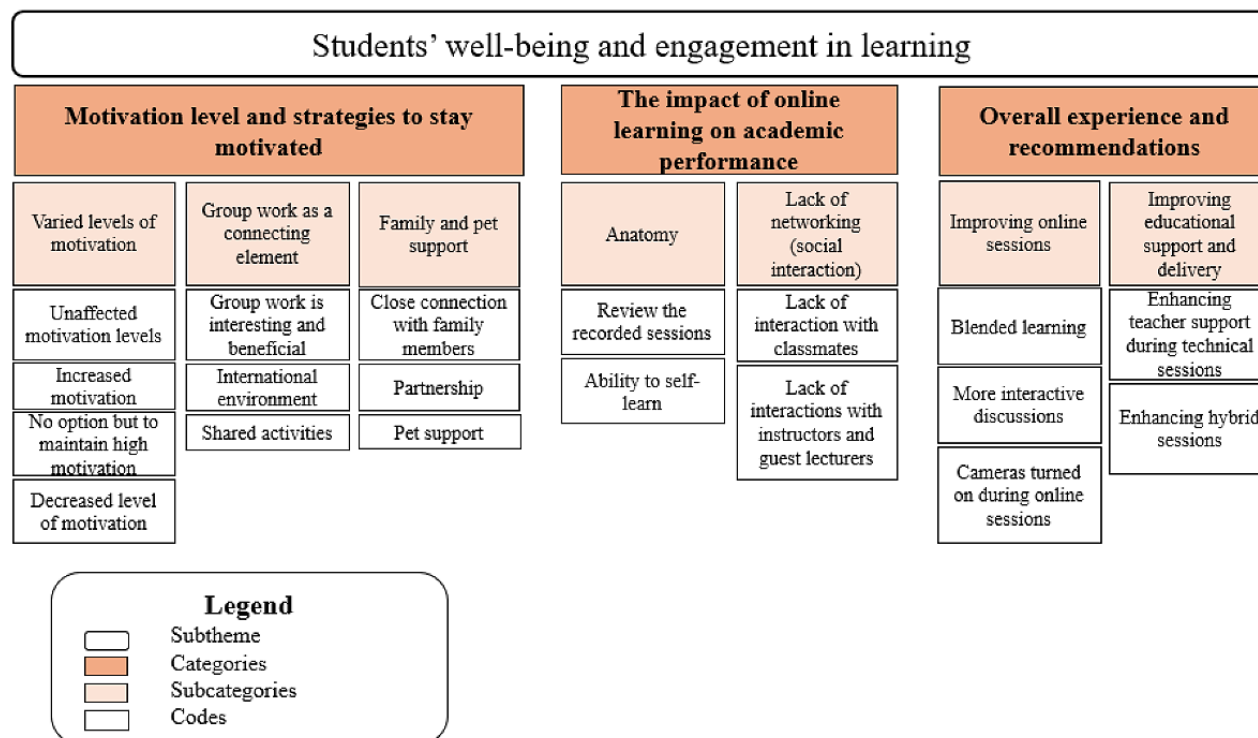 Students’ well-being and engagement in learning
Motivation level and strategies to stay
motivated
Varied levels of
motivation
Unaffected
motivation levels
Increased
motivation
No option but to
maintain high
motivation
Decreased level
of motivation
Group work as a
connecting
element
Group work is
interesting and
beneficial
International
environment
Shared activities
Family and pet
support
Close connection
with family
members
Partnership
Pet support
The impact of online
learning on academic
performance
Anatomy
Review the
recorded sessions
Ability to self-
learn
Lack of
networking
(social
interaction)
Lack of
interaction with
classmates
Lack of
interactions with
instructors and
guest lecturers
Overall experience and
recommendations
Improving online
sessions
Blended learning
More interactive
discussions
Cameras turned
on during online
sessions
Improving
educational
support and
delivery
Enhancing
teacher support
during technical
sessions
Enhancing hybrid
sessions
Legend
Subtheme
Categories
Subcategories
Codes